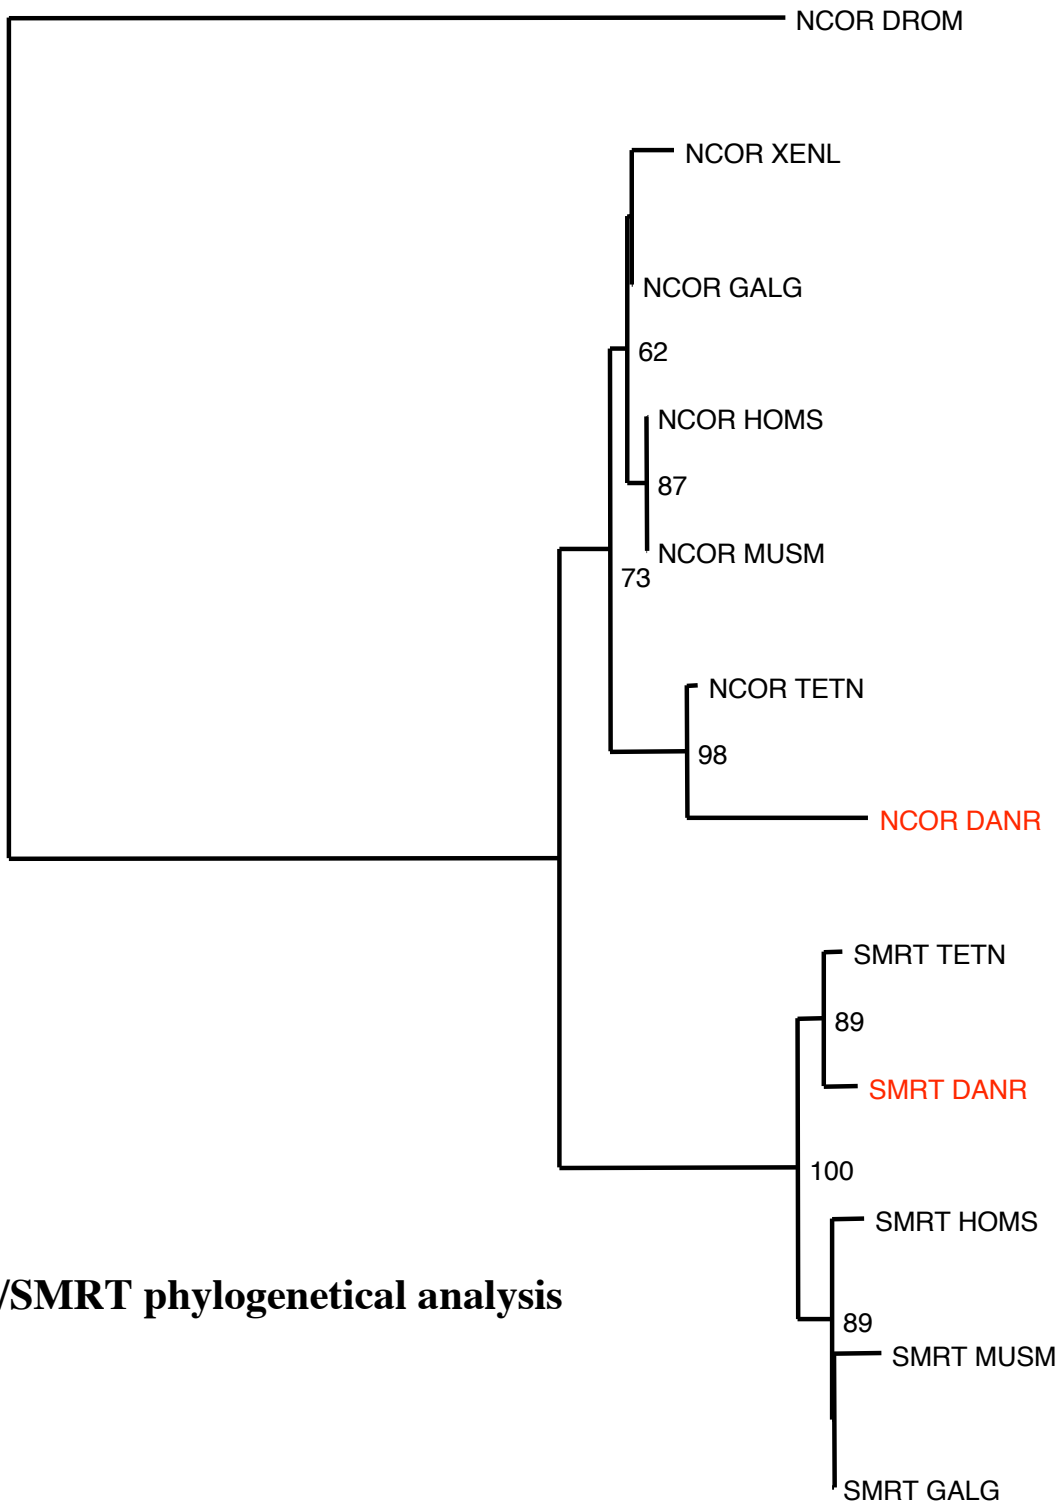 NCOR DROM
NCOR XENL
NCOR GALG
62
NCOR HOMS
87
NCOR MUSM
73
NCOR TETN
98
NCOR DANR
SMRT TETN
89
SMRT DANR
100
SMRT HOMS
/SMRT phylogenetical analysis
89
SMRT MUSM
SMRT GALG